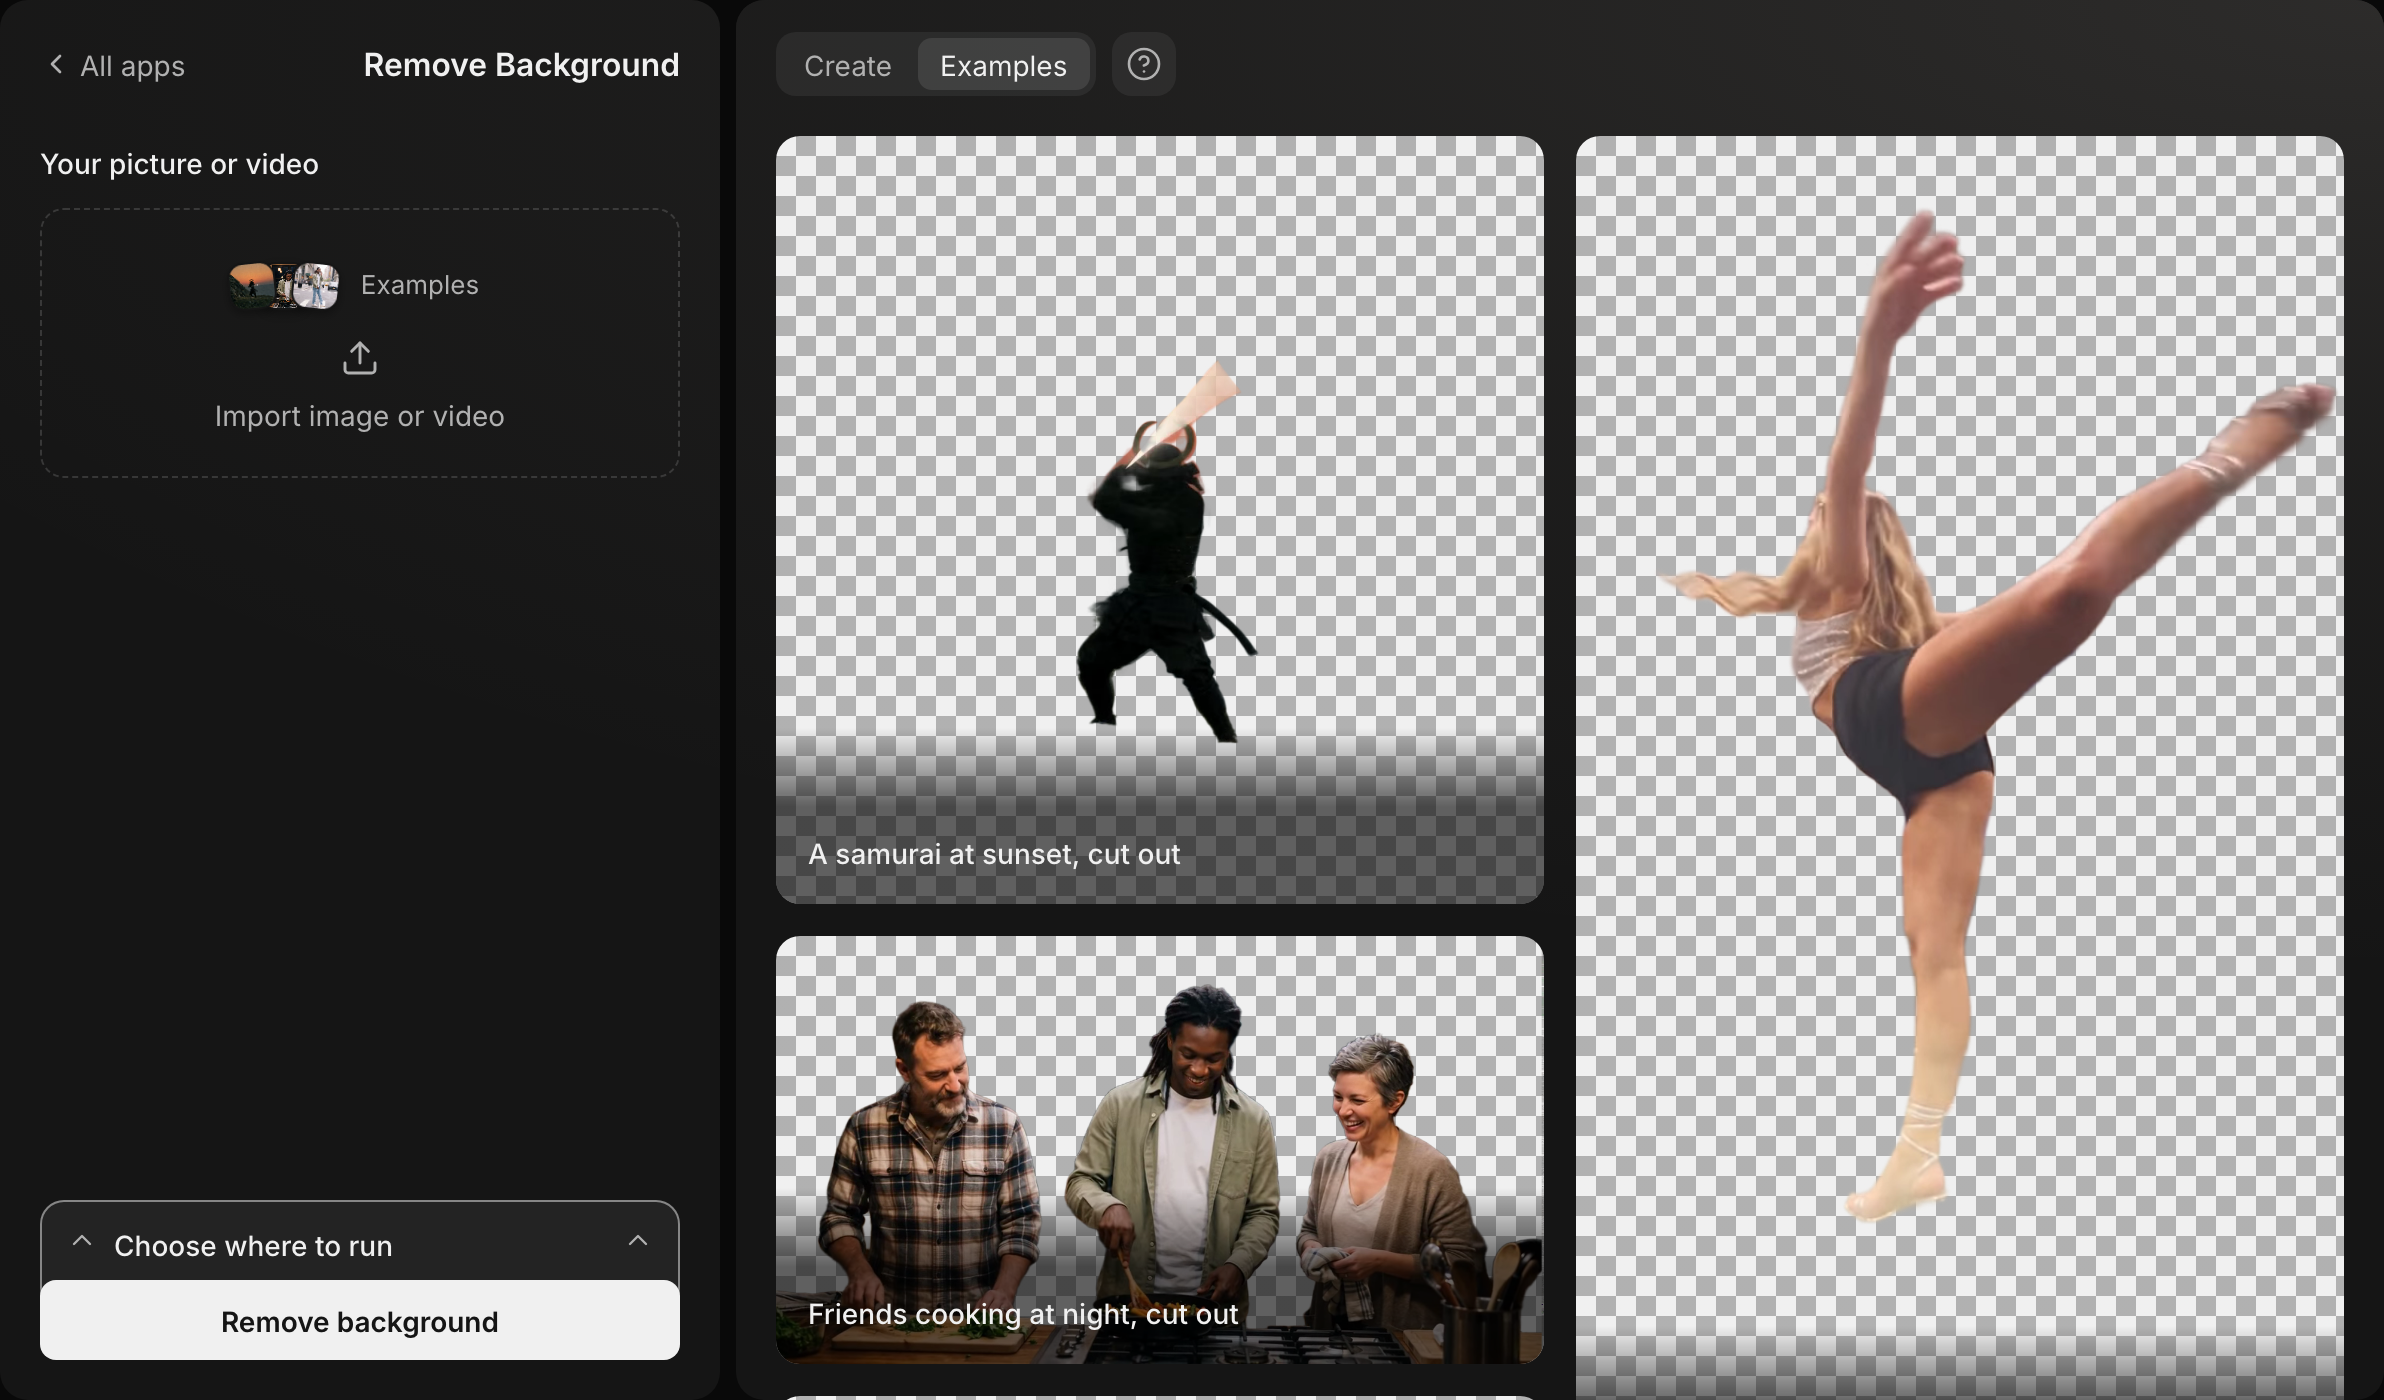 All apps
Remove Background
Your picture or video
Examples
Import image or video
Choose where to run
Remove background
Create
Examples
A samurai at sunset, cut out
Friends cooking at night, cut out